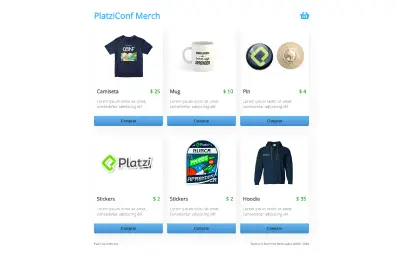 PlatziConf Merch
CONF
Camiseta $ 25
Lorem ipsum dolor sit amet, consectetur adipiscing elit
Comprar
Mug $ 10
Lorem ipsum dolor sit amet, consectetur adipiscing elit
Comprar
Pin $ 4
Lorem ipsum dolor sit amet, consectetur adipiscing elit
Comprar
Platzi
Stickers $ 2
Lorem ipsum dolor sit amet, consectetur adipiscing elit
Comprar
Stickers $ 2
Lorem ipsum dolor sit amet, consectetur adipiscing elit
Comprar
Hoodie $ 35
Lorem ipsum dolor sit amet, consectetur adipiscing elit
Comprar